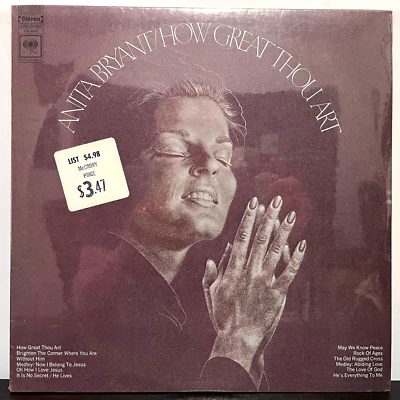 Stereo
ANITA BRYANT/HOW GREAT THOU ART
LIST $4.98
McCRORY
PRICE
$3.47
How Great Thou Art
Brighten The Corner Where You Are
Without Him
Medley: Now I Belong To Jesus
Oh How I Love Jesus
It Is No Secret/He Lives
May We Know Peace
Rock Of Ages
The Old Rugged Cross
Medley: Abiding Love
The Love Of God
He's Everything To Me